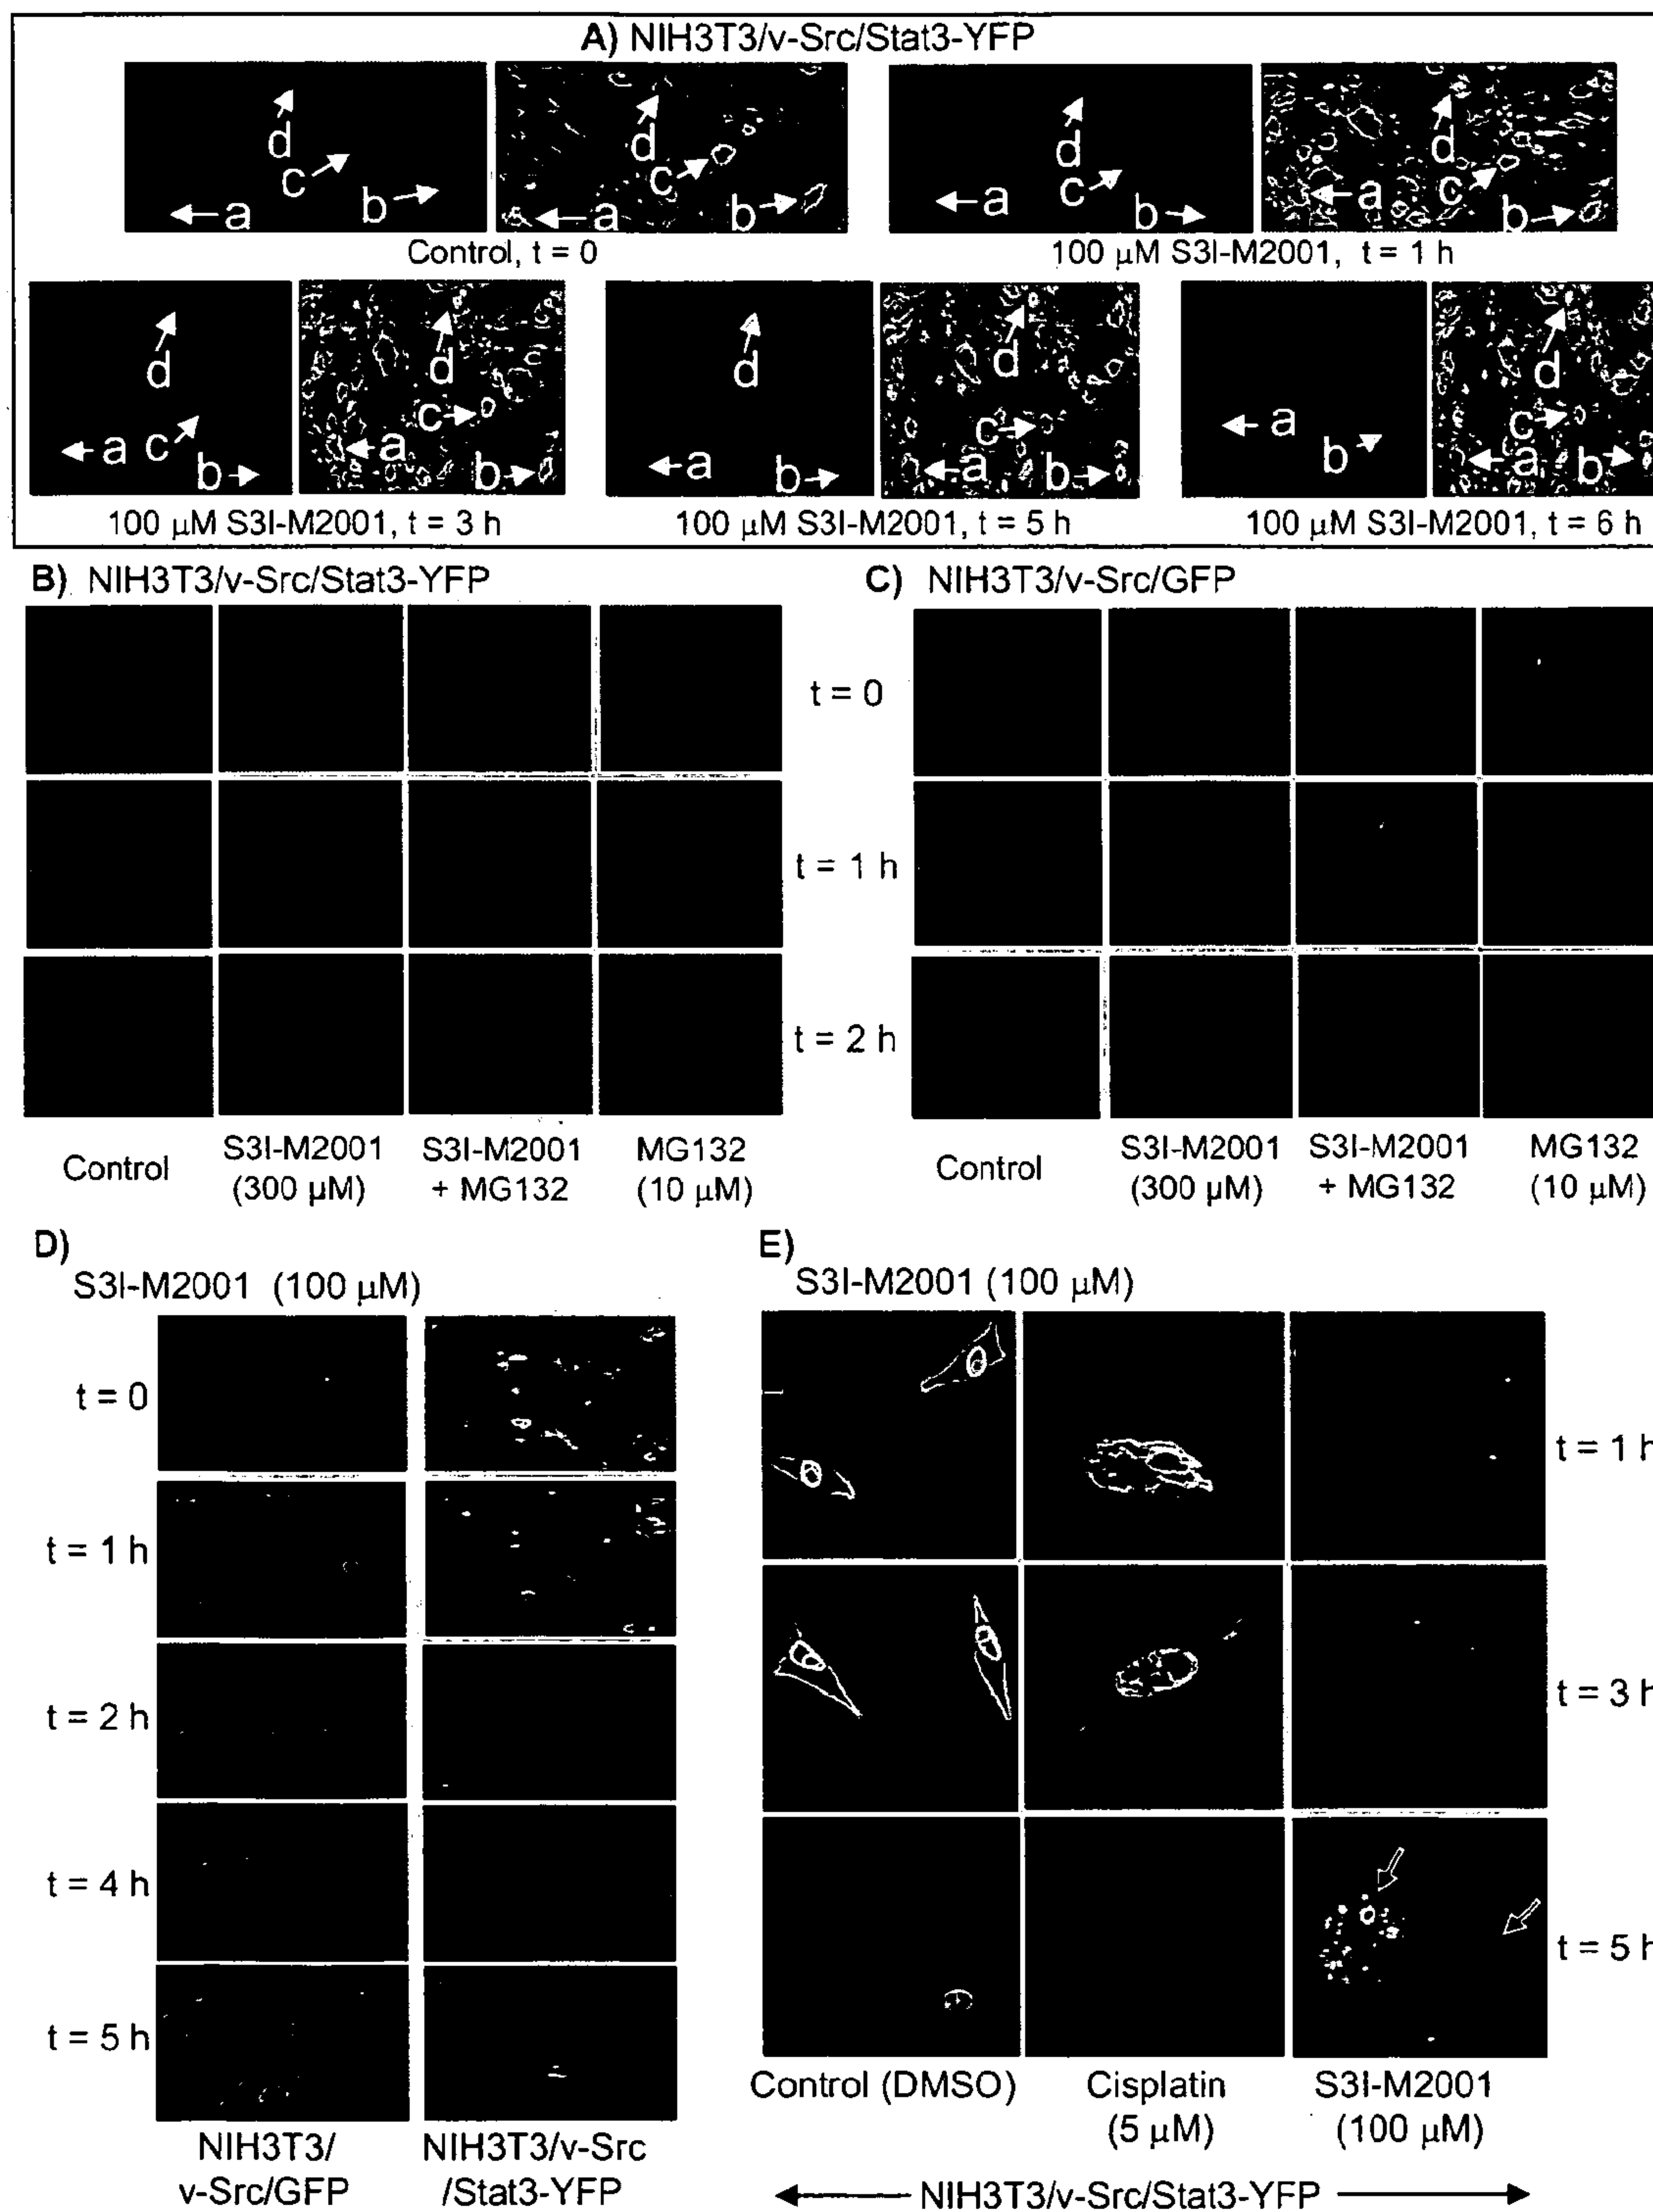 A) NIH3T3/v-Src/Stat3-YFP
d d d d
c c c c
a a a a
b b b b
Control, t = 0
100 µM S3I-M2001, t = 1 h
d d d d d
c c c
a c a a a a a
b b b b b b
100 µM S3I-M2001, t = 3 h
100 µM S3I-M2001, t = 5 h
100 µM S3I-M2001, t = 6 h
B) NIH3T3/v-Src/Stat3-YFP
C) NIH3T3/v-Src/GFP
t = 0
t = 1 h
t = 2 h
Control
S3I-M2001
(300 µM)
S3I-M2001
+ MG132
MG132
(10 µM)
Control
S3I-M2001
(300 µM)
S3I-M2001
+ MG132
MG132
(10 µM)
D)
S3I-M2001 (100 µM)
t = 0
t = 1 h
t = 2 h
t = 4 h
t = 5 h
NIH3T3/
v-Src/GFP
NIH3T3/v-Src
/Stat3-YFP
E)
S3I-M2001 (100 µM)
t = 1 h
t = 3 h
t = 5 h
Control (DMSO)
Cisplatin
(5 µM)
S3I-M2001
(100 µM)
NIH3T3/v-Src/Stat3-YFP